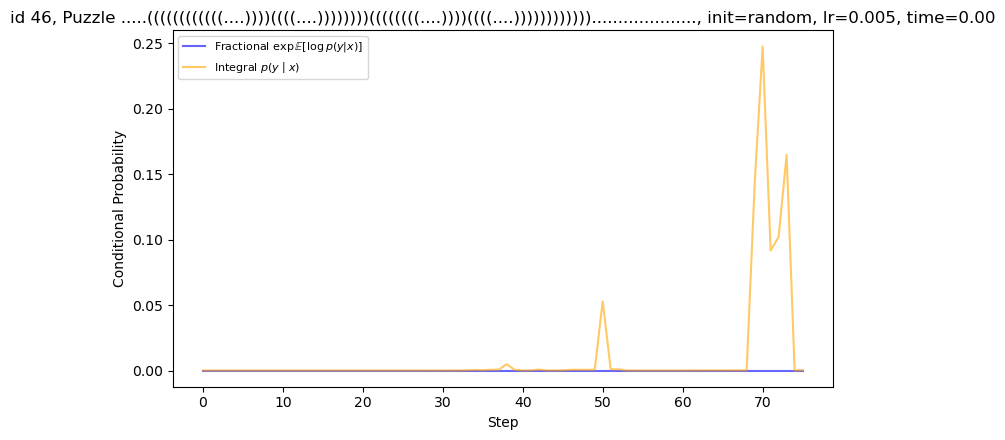 id 46, Puzzle .....((((((((((((....))))((((....))))))))((((((((....))))((((....)))))))))))).....................​, init=random, lr=0.005, time=0.00
Fractional exp𝔼[log p(y|x)]
Integral p(y | x)
Conditional Probability
0.25
0.20
0.15
0.10
0.05
0.00
0 10 20 30 40 50 60 70
Step